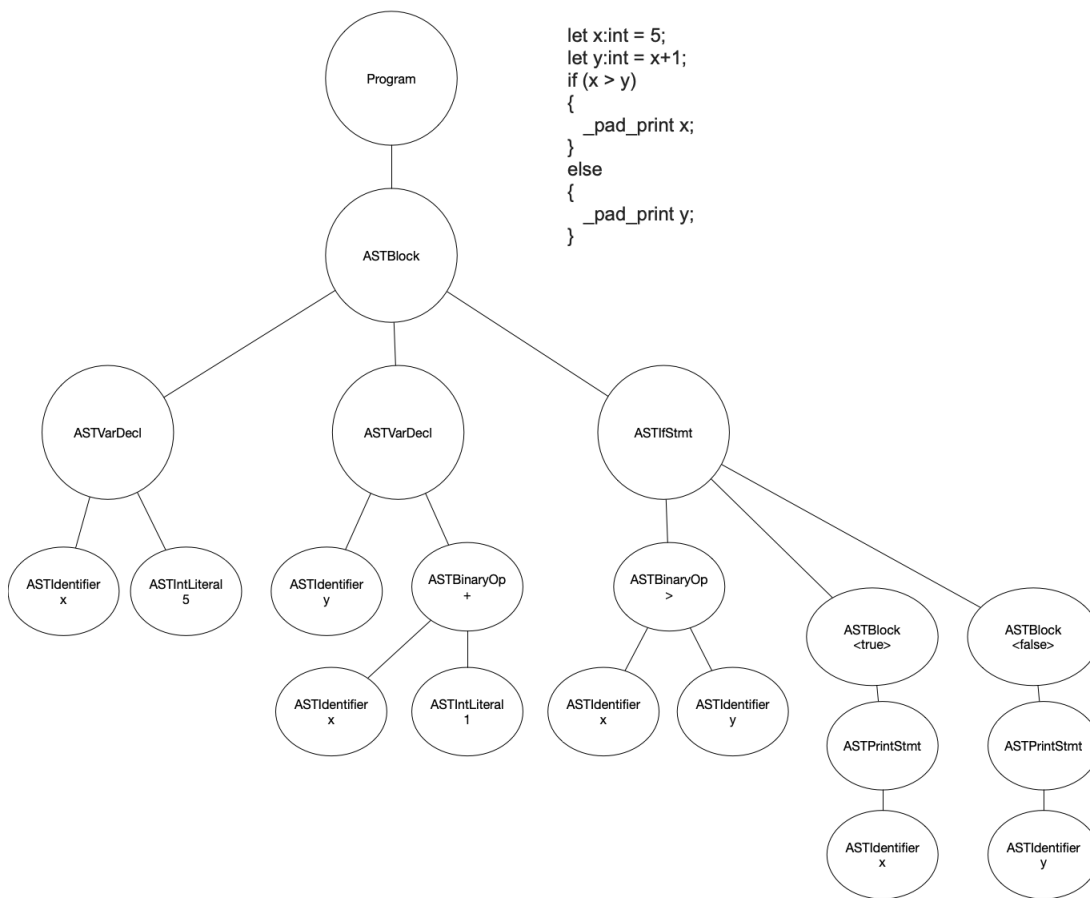 Program
let x:int = 5;
let y:int = x+1;
if (x > y)
{
_pad_print x;
}
else
{
_pad_print y;
}
ASTBlock
ASTVarDecl
ASTVarDecl
ASTIfStmt
ASTIdentifier
x
ASTIntLiteral
5
ASTIdentifier
y
ASTBinaryOp
+
ASTBinaryOp
>
ASTBlock
<true>
ASTBlock
<false>
ASTIdentifier
x
ASTIntLiteral
1
ASTIdentifier
x
ASTIdentifier
y
ASTPrintStmt
ASTPrintStmt
ASTIdentifier
x
ASTIdentifier
y